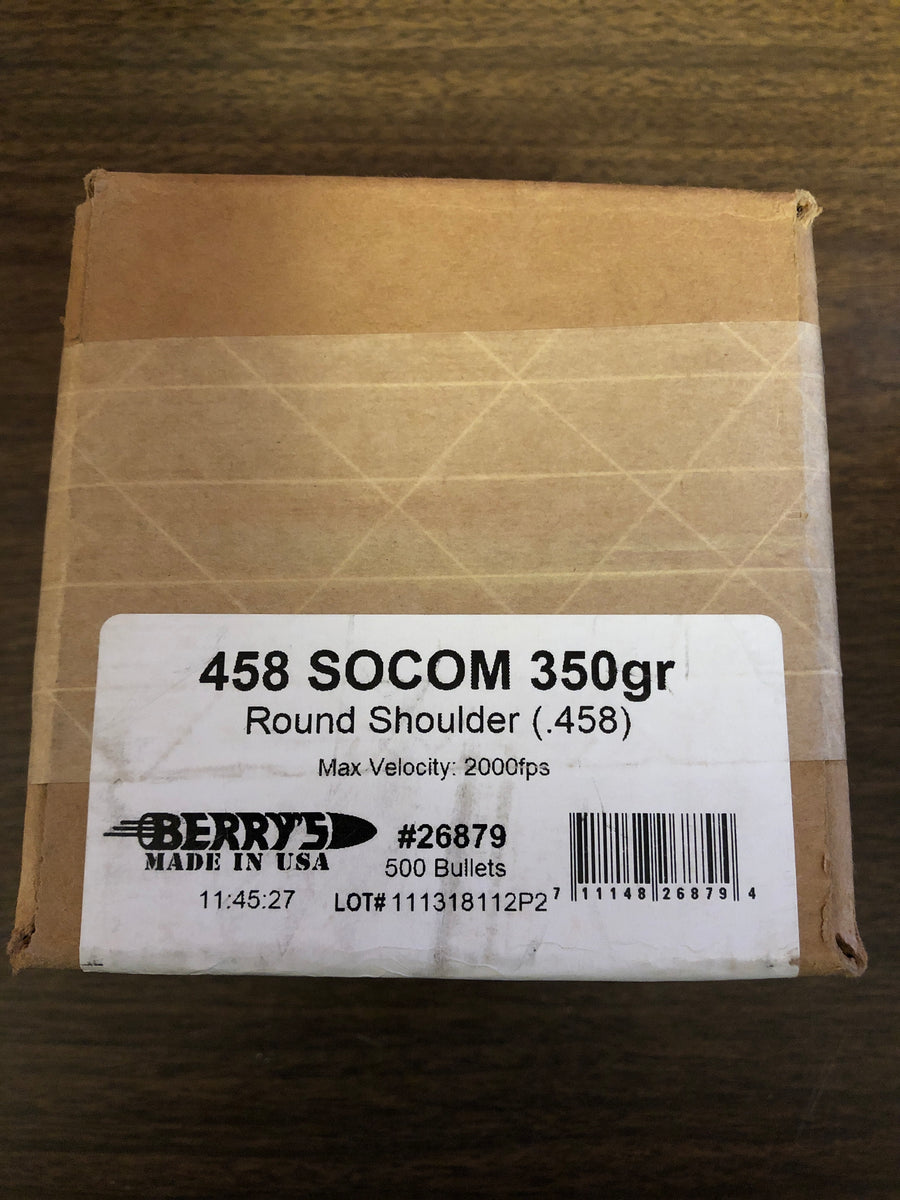 458 SOCOM 350gr
Round Shoulder (.458)
Max Velocity: 2000fps
BERRY'S
MADE IN USA
#26879
500 Bullets
11:45:27
LOT# 111318112P2
7 11148 26879 4